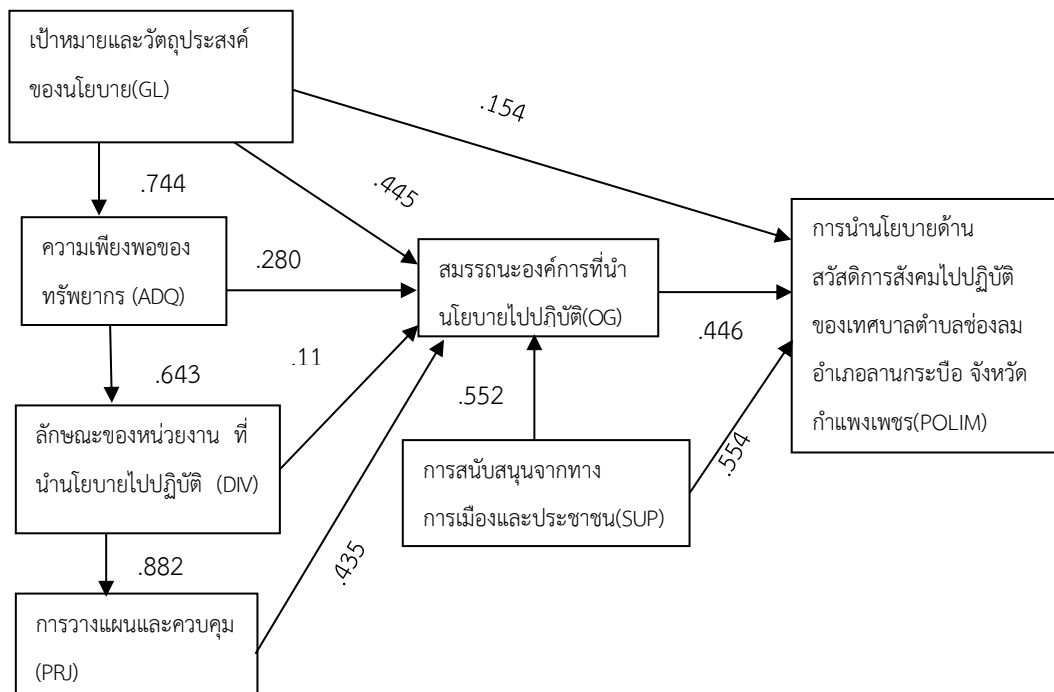 เป้าหมายและวัตถุประสงค์
ของนโยบาย(GL)
.154
.744
.445
ความเพียงพอของ
ทรัพยากร (ADQ)
.280
สมรรถนะองค์การที่นำ
นโยบายไปปฏิบัติ(OG)
การนำนโยบายด้าน
สวัสดิการสังคมไปปฏิบัติ
ของเทศบาลตำบลช่องลม
อำเภอลานกระบือ จังหวัด
กำแพงเพชร(POLIM)
.446
.643
.11
.552
.554
ลักษณะของหน่วยงาน ที่
นำนโยบายไปปฏิบัติ (DIV)
การสนับสนุนจากทาง
การเมืองและประชาชน(SUP)
.882
.435
การวางแผนและควบคุม
(PRJ)